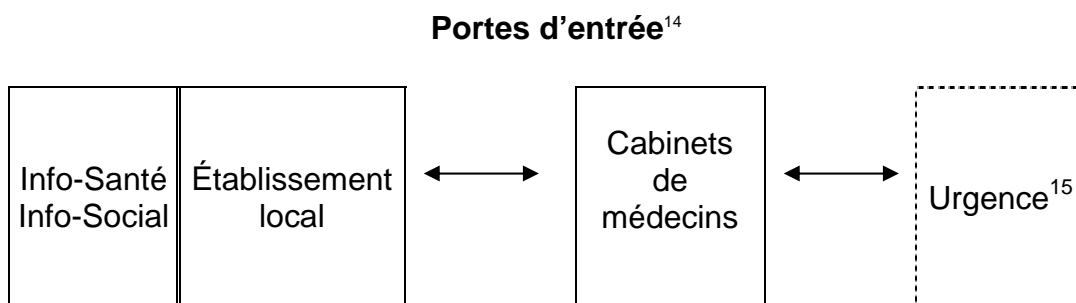 Portes d'entrée14
Info-Santé
Info-Social
Établissement
local
Cabinets
de
médecins
Urgence15